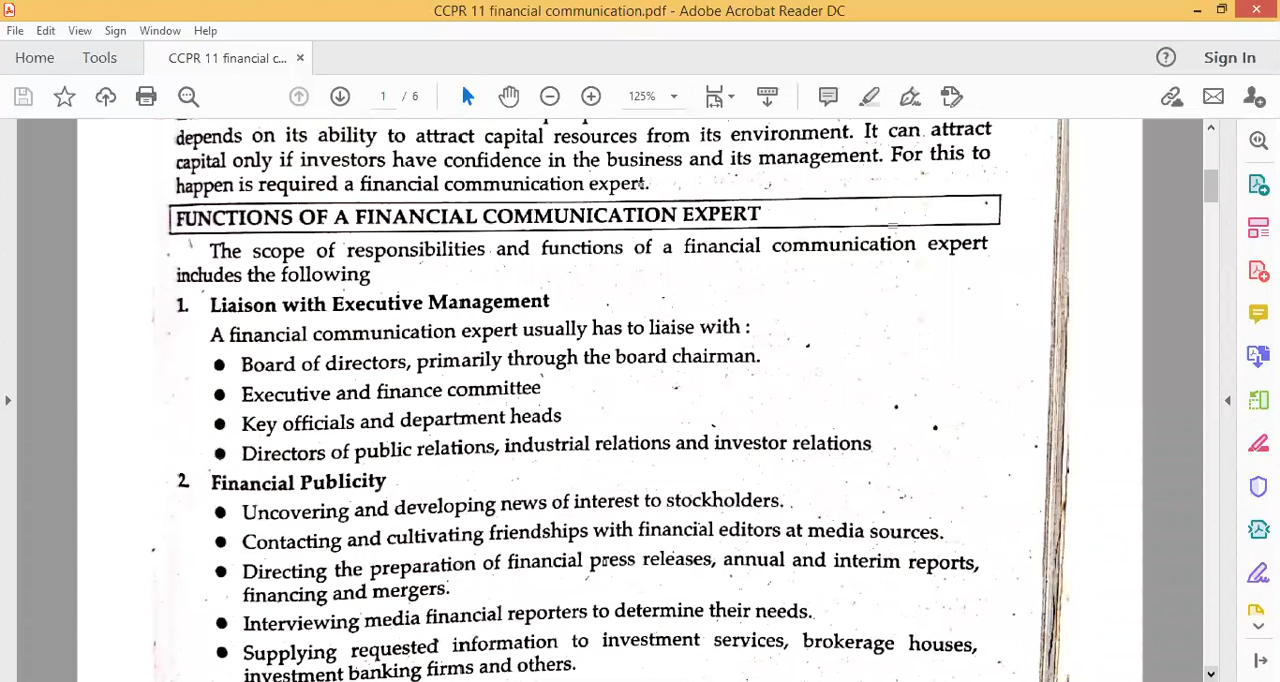 CCPR 11 financial communication.pdf - Adobe Acrobat Reader DC
File Edit View Sign Window Help
Home Tools CCPR 11 financial c... × Sign In
1 / 6 125%
depends on its ability to attract capital resources from its environment. It can attract
capital only if investors have confidence in the business and its management. For this to
happen is required a financial communication expert.
FUNCTIONS OF A FINANCIAL COMMUNICATION EXPERT
The scope of responsibilities and functions of a financial communication expert
includes the following
1. Liaison with Executive Management
A financial communication expert usually has to liaise with :
● Board of directors, primarily through the board chairman.
● Executive and finance committee
● Key officials and department heads
● Directors of public relations, industrial relations and investor relations
2. Financial Publicity
● Uncovering and developing news of interest to stockholders.
● Contacting and cultivating friendships with financial editors at media sources.
● Directing the preparation of financial press releases, annual and interim reports,
financing and mergers.
● Interviewing media financial reporters to determine their needs.
● Supplying requested information to investment services, brokerage houses,
investment banking firms and others.